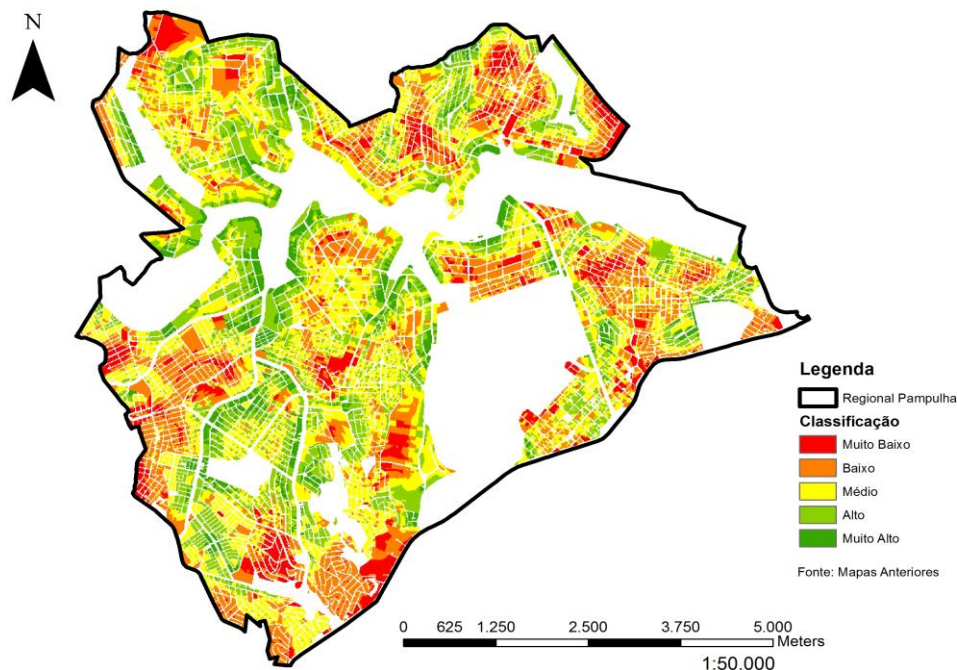 N
Legenda
Regional Pampulha
Classificação
Muito Baixo
Baixo
Médio
Alto
Muito Alto
Fonte: Mapas Anteriores
0 625 1.250 2.500 3.750 5.000
Meters
1:50.000